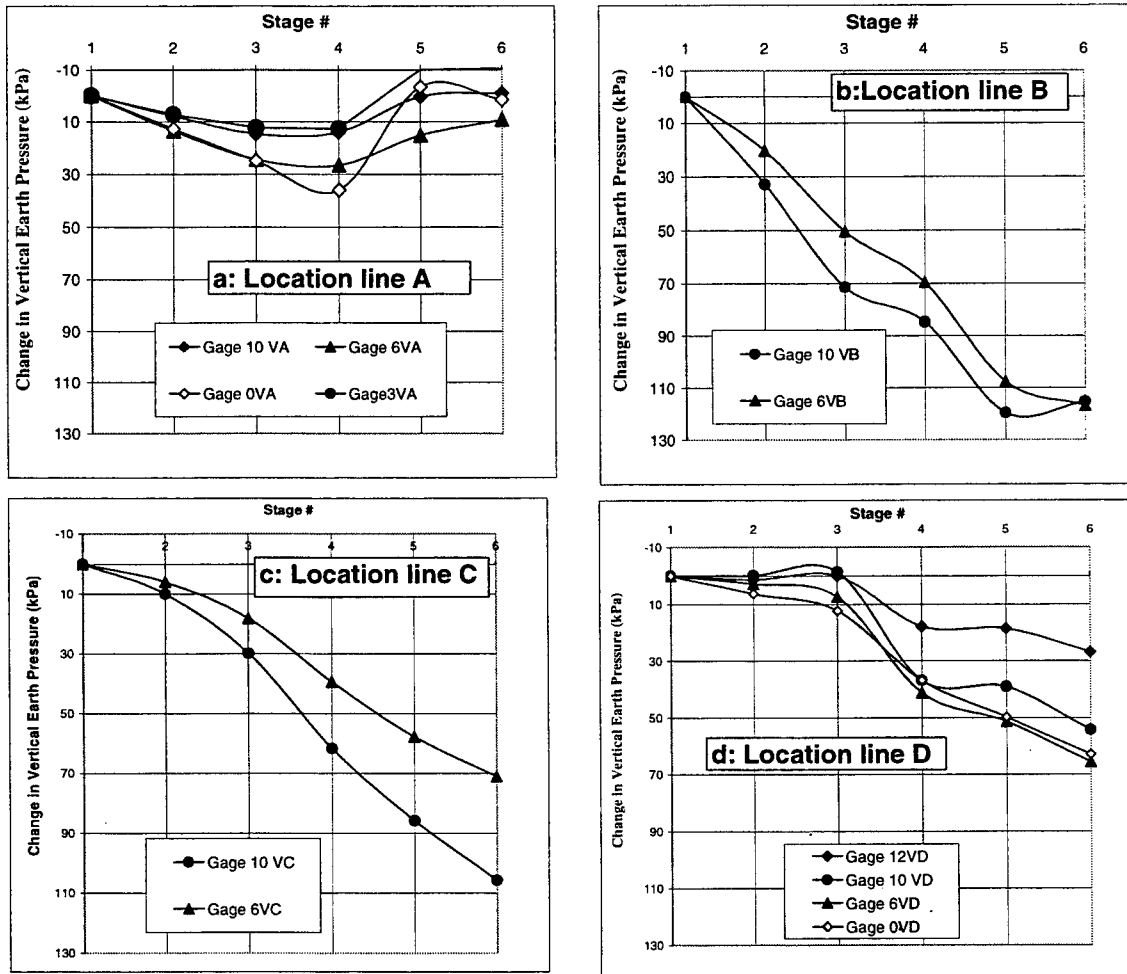 Stage #
1 2 3 4 5 6
-10
10
30
50
70
90
110
130
Change in Vertical Earth Pressure (kPa)
a: Location line A
Gage 10 VA Gage 6VA
Gage 0VA Gage3VA
Stage #
1 2 3 4 5 6
-10
10
30
50
70
90
110
130
Change in Vertical Earth Pressure (kPa)
b:Location line B
Gage 10 VB
Gage 6VB
Stage #
1 2 3 4 5 6
-10
10
30
50
70
90
110
130
Change in Vertical Earth Pressure (kPa)
c: Location line C
Gage 10 VC
Gage 6VC
Stage #
1 2 3 4 5 6
-10
10
30
50
70
90
110
130
Change in Vertical Earth Pressure (kPa)
d: Location line D
Gage 12VD
Gage 10 VD
Gage 6VD
Gage 0VD